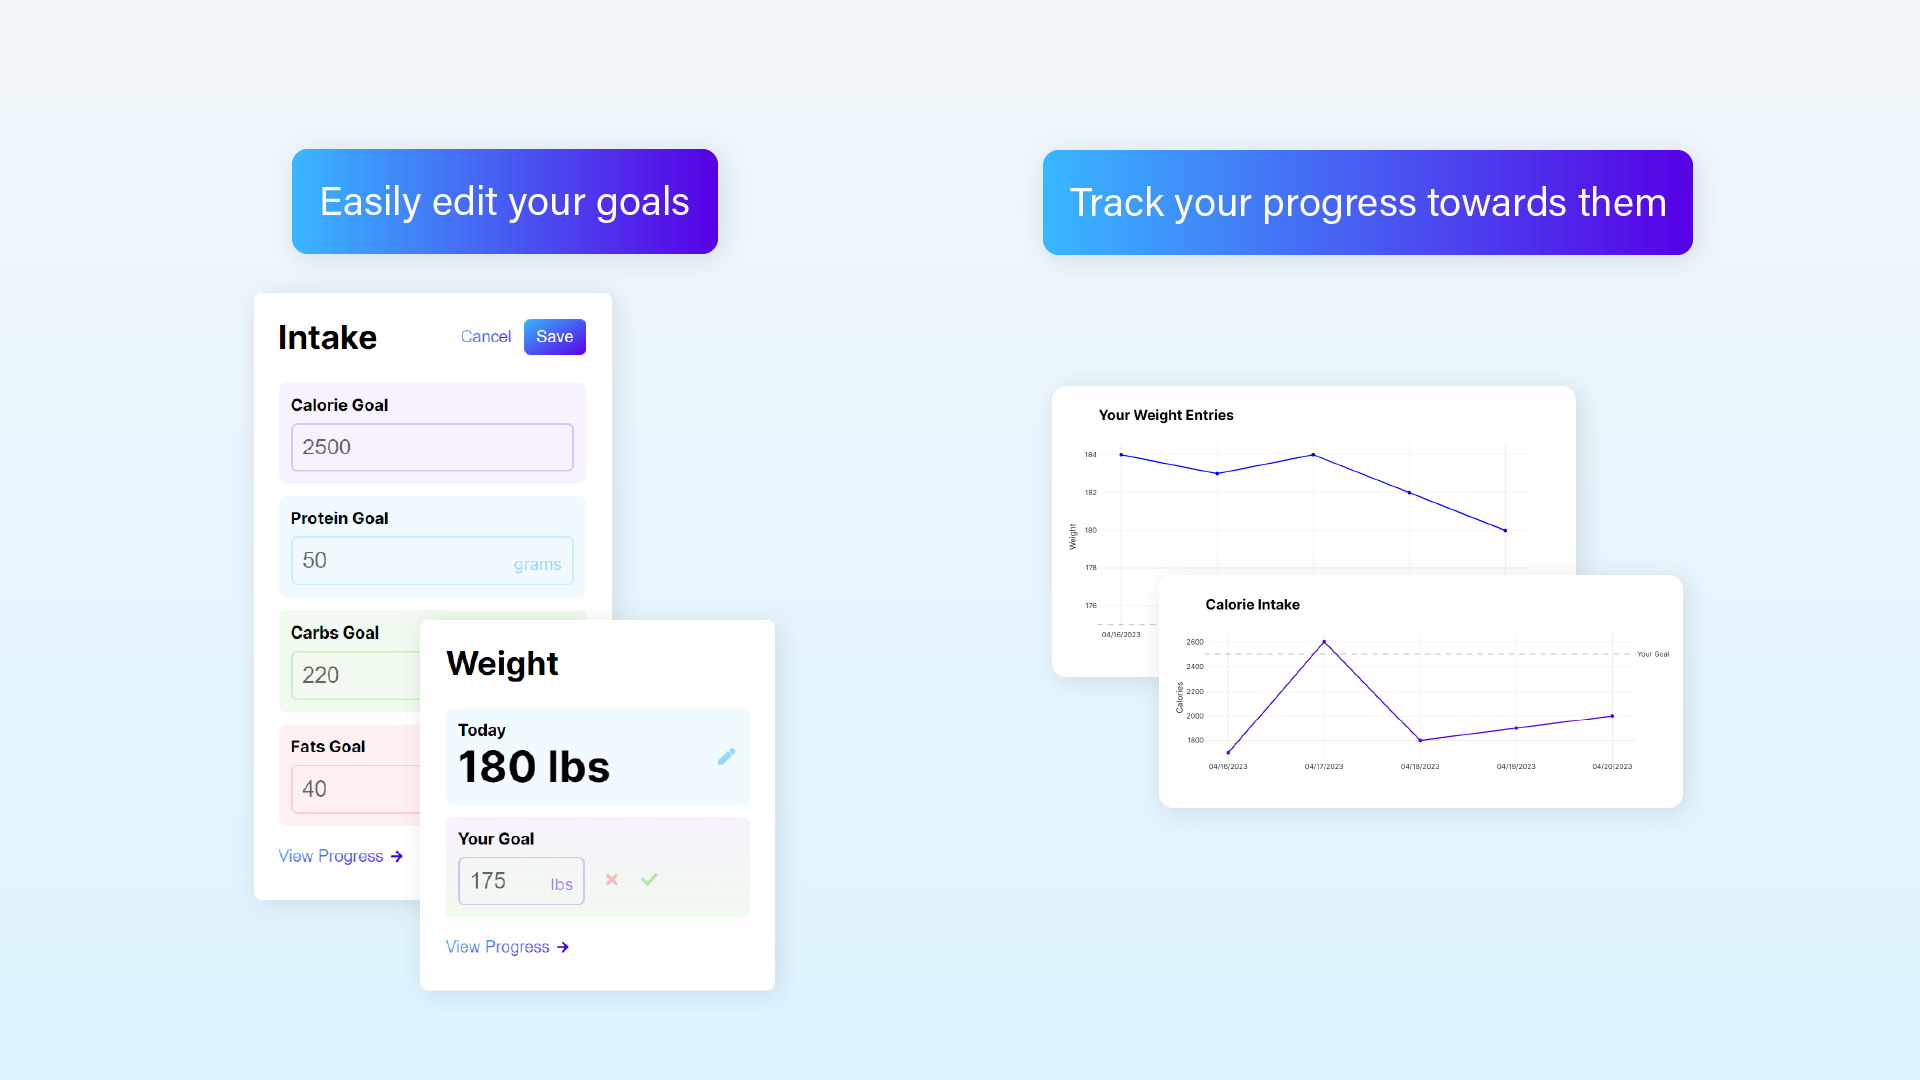 Easily edit your goals
Intake
Cancel
Save
Calorie Goal
2500
Protein Goal
50
grams
Carbs Goal
220
Fats Goal
40
View Progress
Weight
Today
180 lbs
Your Goal
175
lbs
View Progress
Track your progress towards them
Your Weight Entries
184
182
180
178
176
Weight
04/16/2023
Calorie Intake
2600
2400
2200
2000
1800
Calories
Your Goal
04/16/2023
04/17/2023
04/18/2023
04/19/2023
04/20/2023